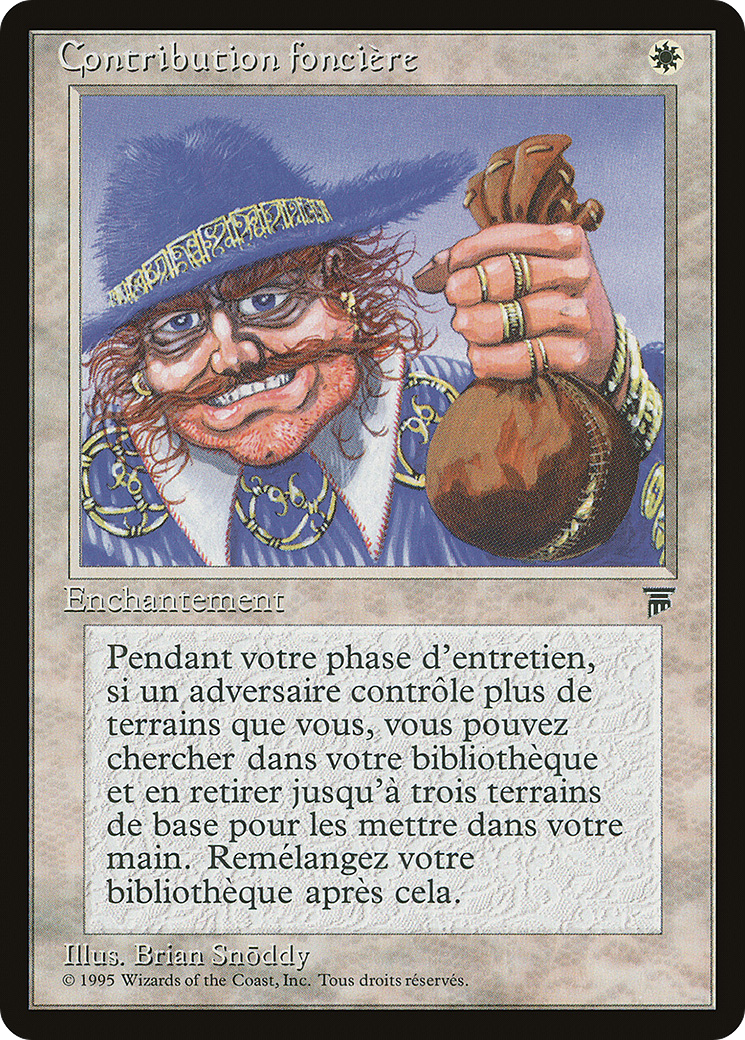 Contribution foncière
Enchantement
Pendant votre phase d'entretien,
si un adversaire contrôle plus de
terrains que vous, vous pouvez
chercher dans votre bibliothèque
et en retirer jusqu'à trois terrains
de base pour les mettre dans votre
main. Remélangez votre
bibliothèque après cela.
Illus. Brian Snōddy
© 1995 Wizards of the Coast, Inc. Tous droits réservés.